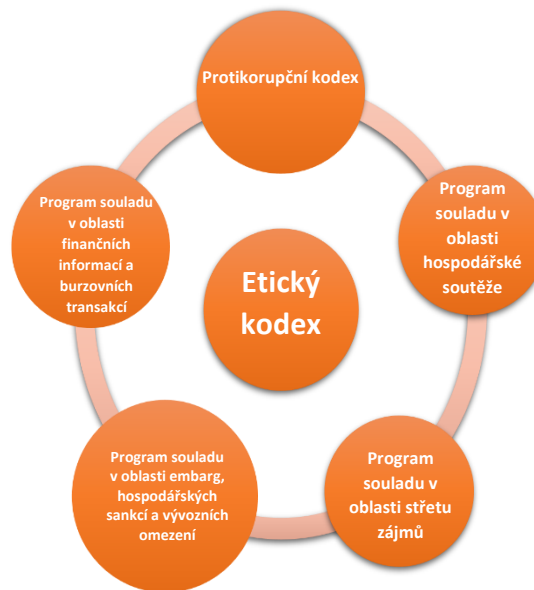 Protikorupční kodex
Program
souladu v
oblasti
hospodářské
soutěže
Program
souladu v
oblasti střetu
zájmů
Program souladu
v oblasti embarg,
hospodářských
sankcí a vývozních
omezení
Program souladu
v oblasti
finančních
informací a
burzovních
transakcí
Etický
kodex